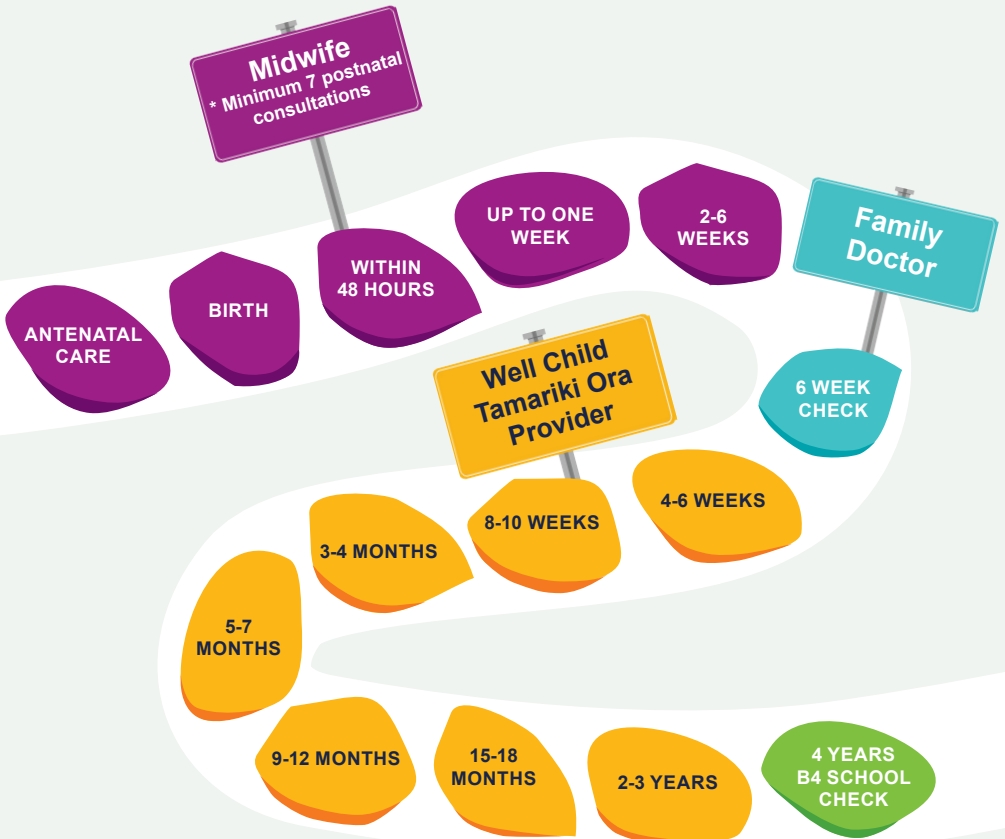 Midwife
* Minimum 7 postnatal
consultations
ANTENATAL
CARE
BIRTH
WITHIN
48 HOURS
UP TO ONE
WEEK
2-6
WEEKS
Family
Doctor
6 WEEK
CHECK
Well Child
Tamariki Ora
Provider
4-6 WEEKS
8-10 WEEKS
3-4 MONTHS
5-7
MONTHS
9-12 MONTHS
15-18
MONTHS
2-3 YEARS
4 YEARS
B4 SCHOOL
CHECK